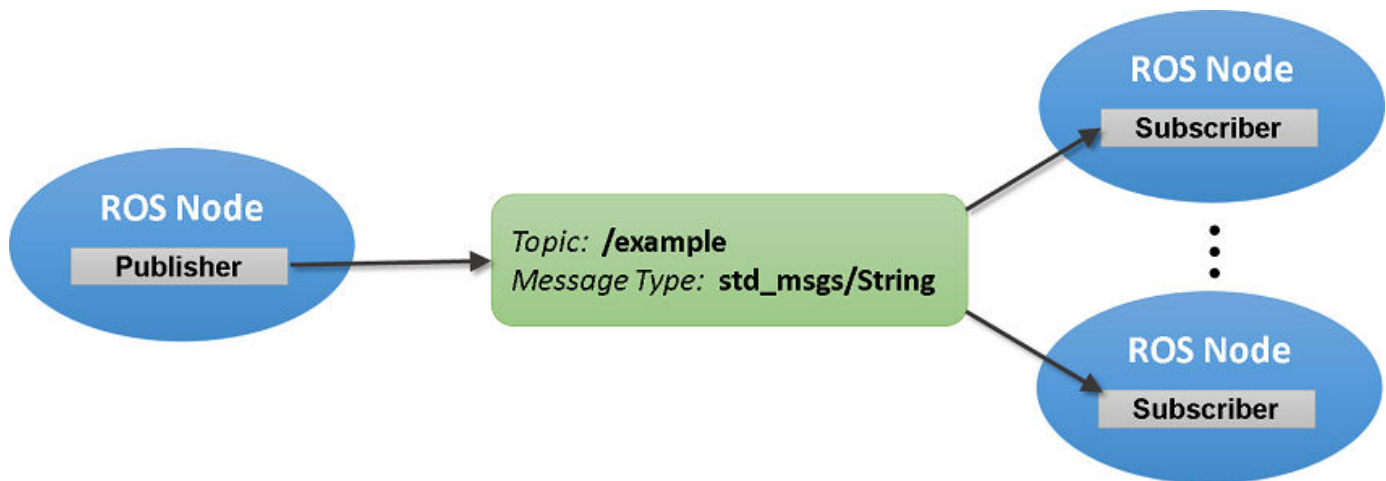 ROS Node
Publisher
Topic: /example
Message Type: std_msgs/String
ROS Node
Subscriber
ROS Node
Subscriber